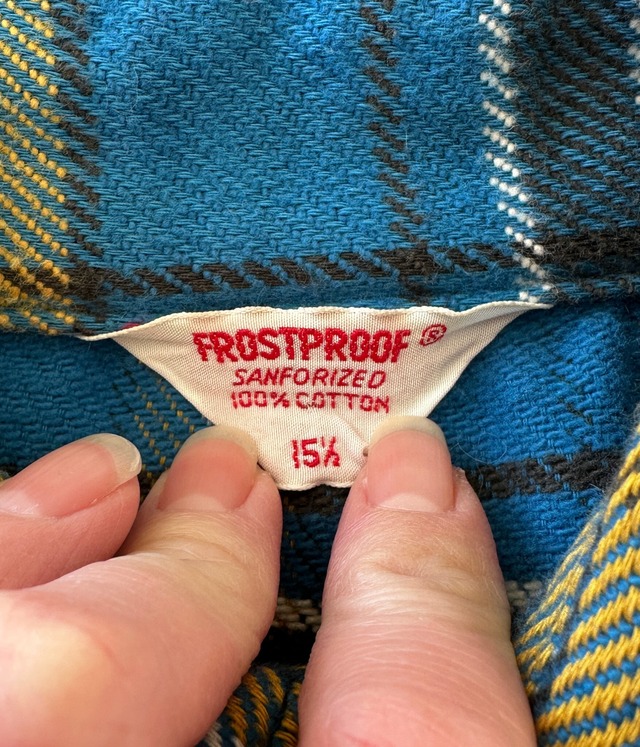 FROSTPROOF Ⓢ
SANFORIZED
100% COTTON
15½